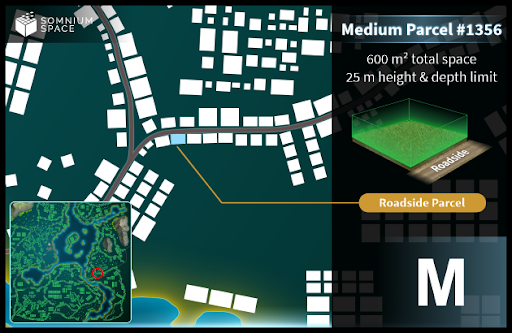 SOMNIUM
SPACE
Medium Parcel #1356
600 m² total space
25 m height & depth limit
Roadside
Roadside Parcel
M